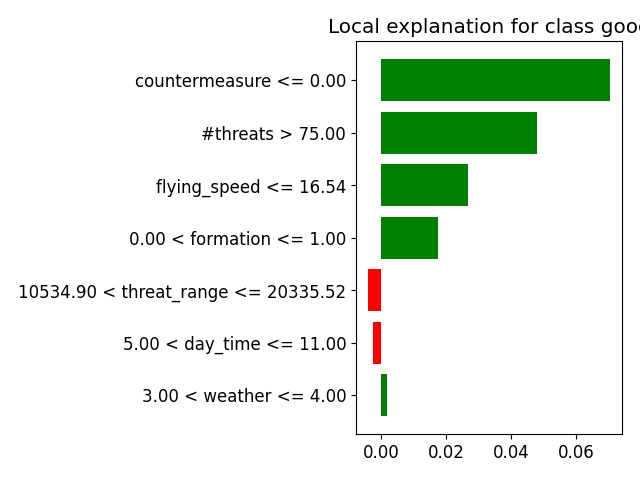 Local explanation for class good
countermeasure <= 0.00
#threats > 75.00
flying_speed <= 16.54
0.00 < formation <= 1.00
10534.90 < threat_range <= 20335.52
5.00 < day_time <= 11.00
3.00 < weather <= 4.00
0.00 0.02 0.04 0.06